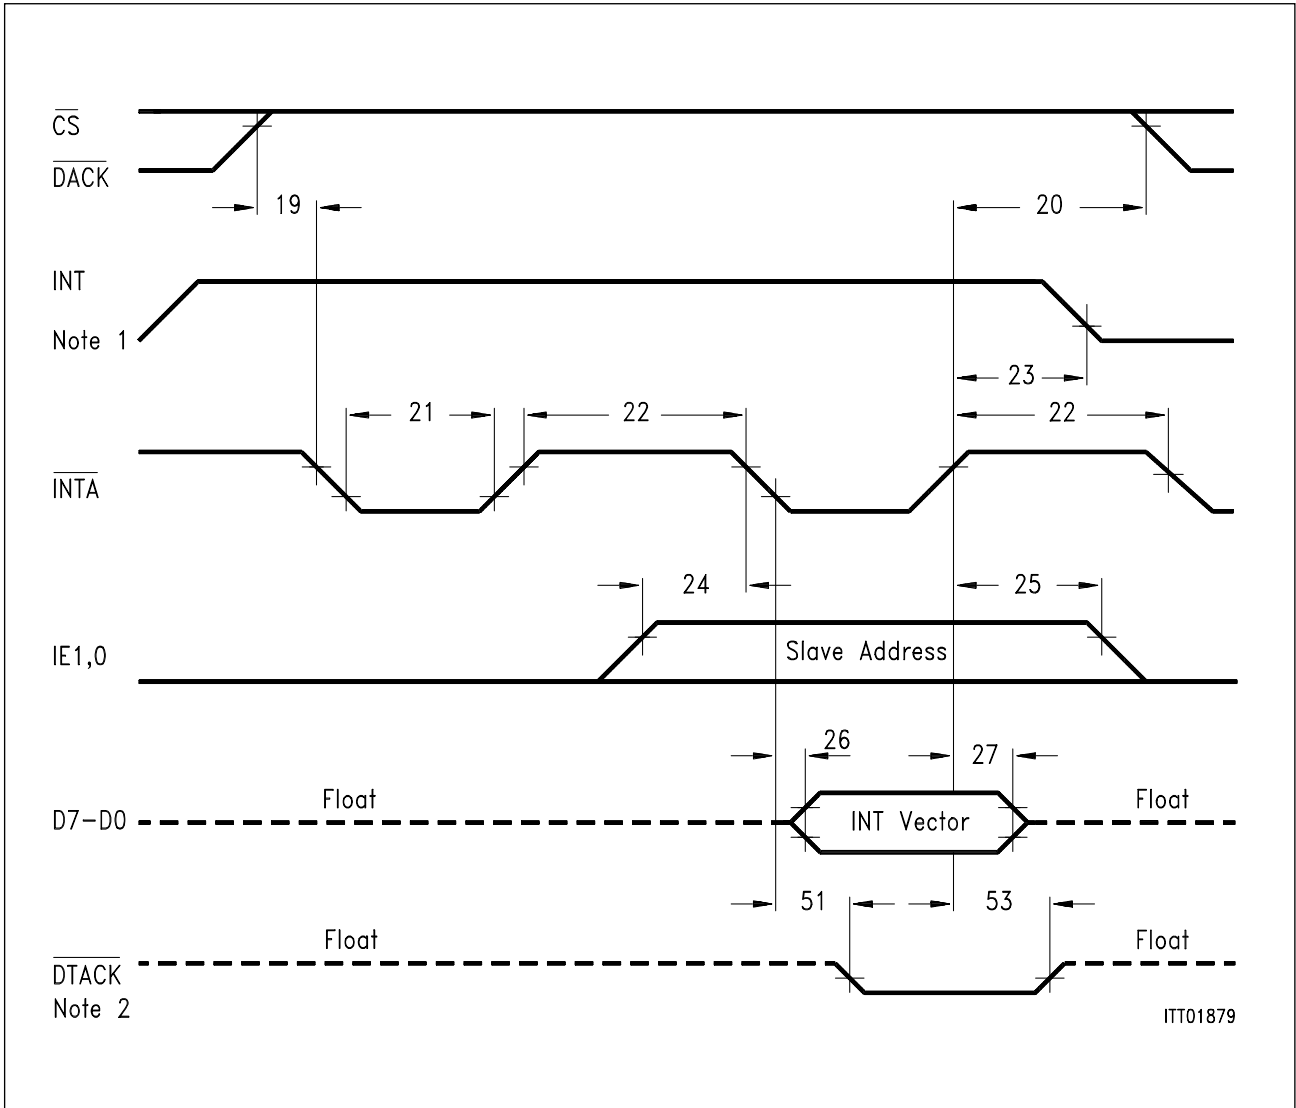 CS
DACK
19
20
INT
Note 1
23
21
22
22
INTA
24
25
IE1,0
Slave Address
26
27
Float
Float
D7-D0
INT Vector
51
53
Float
Float
DTACK
Note 2
ITT01879